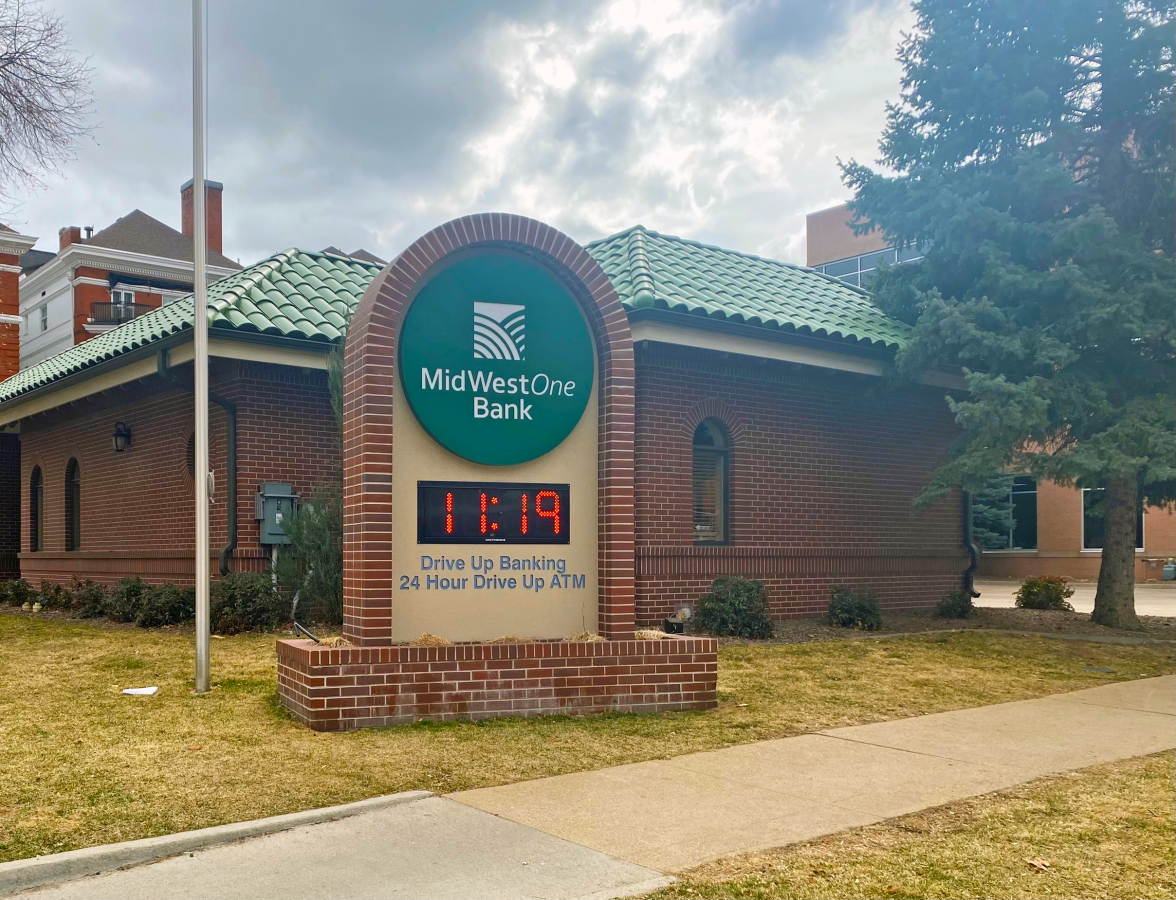 MidWestOne
Bank
11:19
Drive Up Banking
24 Hour Drive Up ATM